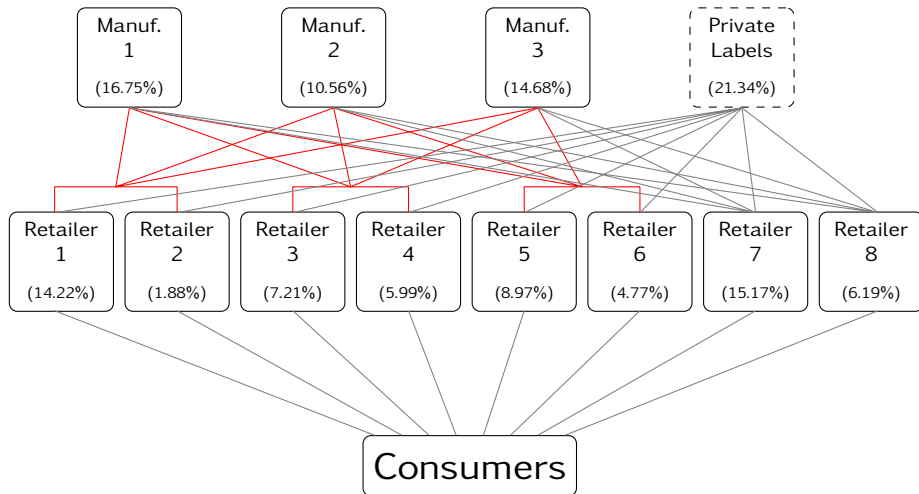 Manuf.
1
(16.75%)
Manuf.
2
(10.56%)
Manuf.
3
(14.68%)
Private
Labels
(21.34%)
Retailer
1
(14.22%)
Retailer
2
(1.88%)
Retailer
3
(7.21%)
Retailer
4
(5.99%)
Retailer
5
(8.97%)
Retailer
6
(4.77%)
Retailer
7
(15.17%)
Retailer
8
(6.19%)
Consumers